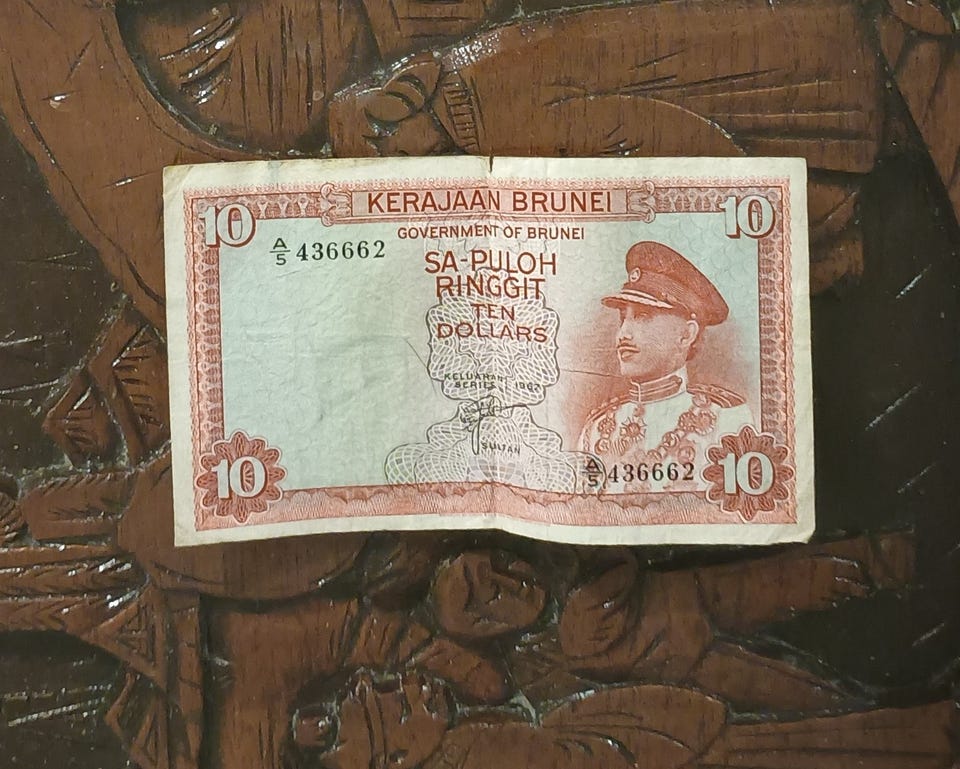 KERAJAAN BRUNEI
10
10
GOVERNMENT OF BRUNEI
A/5 436662
SA-PULOH
RINGGIT
TEN
DOLLARS
KELUARAN
SERIES 1967
SULTAN
A/5 436662
10
10